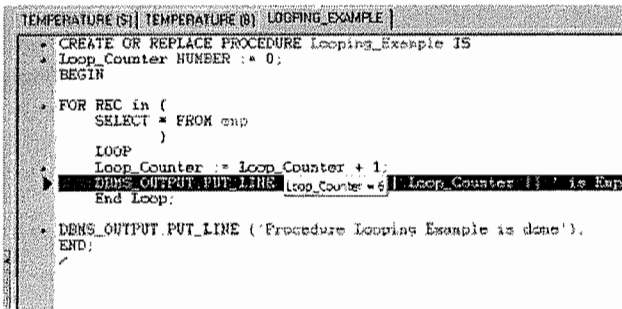 TEMPERATURE (S) TEMPERATURE (B) LOOPING_EXAMPLE
CREATE OR REPLACE PROCEDURE Looping_Example IS
Loop_Counter NUMBER := 0;
BEGIN
FOR REC in (
SELECT * FROM emp
)
LOOP
Loop_Counter := Loop_Counter + 1;
DBMS_OUTPUT.PUT_LINE Loop_Counter = 6 || Loop_Counter || ' is Emp
End Loop;
DBMS_OUTPUT.PUT_LINE ('Procedure Looping Example is done');
END;
/